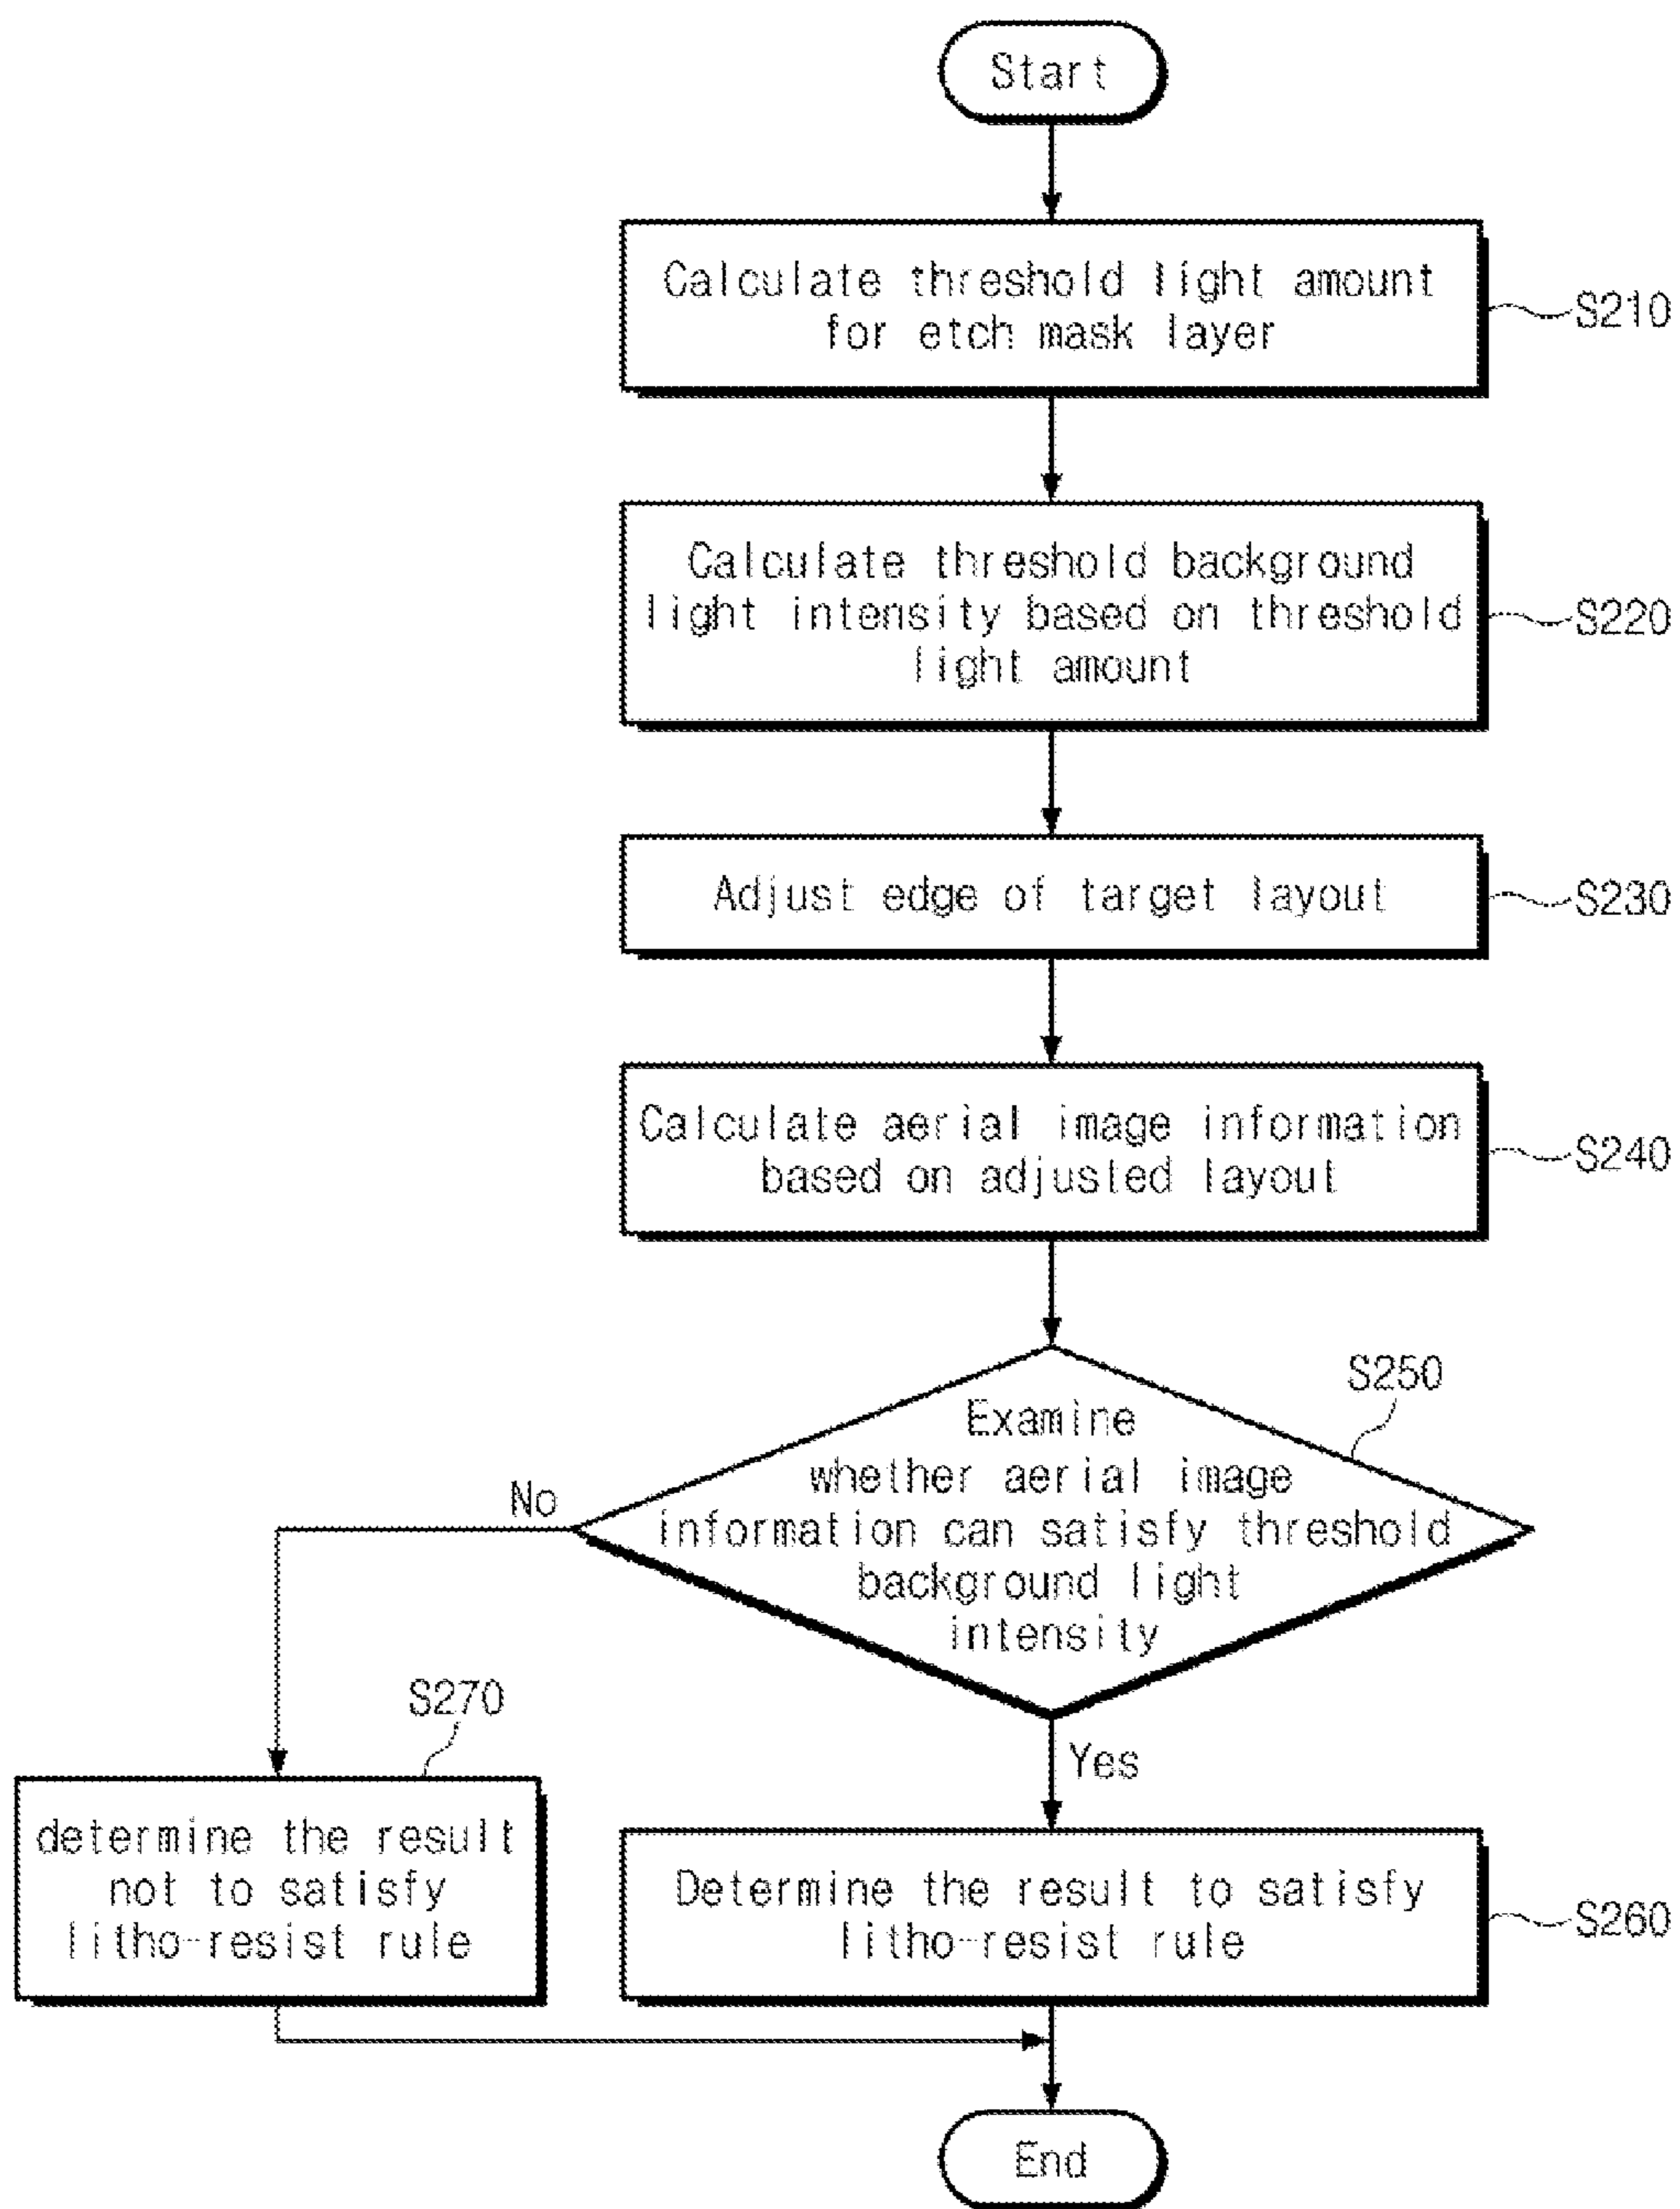 Start
Calculate threshold light amount
for etch mask layer
S210
Calculate threshold background
light intensity based on threshold
light amount
S220
Adjust edge of target layout
S230
Calculate aerial image information
based on adjusted layout
S240
S250
Examine
whether aerial image
information can satisfy threshold
background light
intensity
No
Yes
S270
determine the result
not to satisfy
litho-resist rule
Determine the result to satisfy
litho-resist rule
S260
End